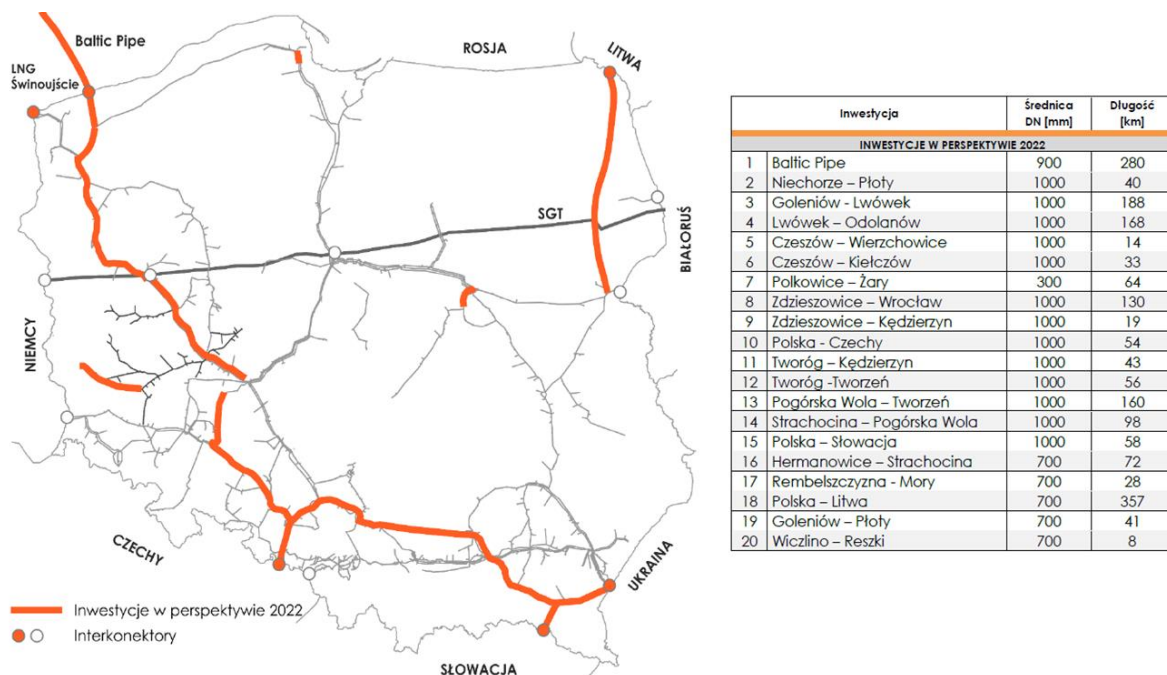 Baltic Pipe
ROSJA
LITWA
LNG
Świnoujście
SGT
BIAŁORUŚ
NIEMCY
CZECHY
UKRAINA
SŁOWACJA
Inwestycje w perspektywie 2022
Interkonektory
Inwestycja Średnica DN [mm] Długość [km]
INWESTYCJE W PERSPEKTYWIE 2022
1 Baltic Pipe 900 280
2 Niechorze – Płoty 1000 40
3 Goleniów - Lwówek 1000 188
4 Lwówek – Odolanów 1000 168
5 Czeszów – Wierzchowice 1000 14
6 Czeszów – Kiełczów 1000 33
7 Polkowice – Żary 300 64
8 Zdzieszowice – Wrocław 1000 130
9 Zdzieszowice – Kędzierzyn 1000 19
10 Polska - Czechy 1000 54
11 Tworóg – Kędzierzyn 1000 43
12 Tworóg -Tworzeń 1000 56
13 Pogórska Wola – Tworzeń 1000 160
14 Strachocina – Pogórska Wola 1000 98
15 Polska – Słowacja 1000 58
16 Hermanowice – Strachocina 700 72
17 Rembelszczyzna - Mory 700 28
18 Polska – Litwa 700 357
19 Goleniów – Płoty 700 41
20 Wiczlino – Reszki 700 8